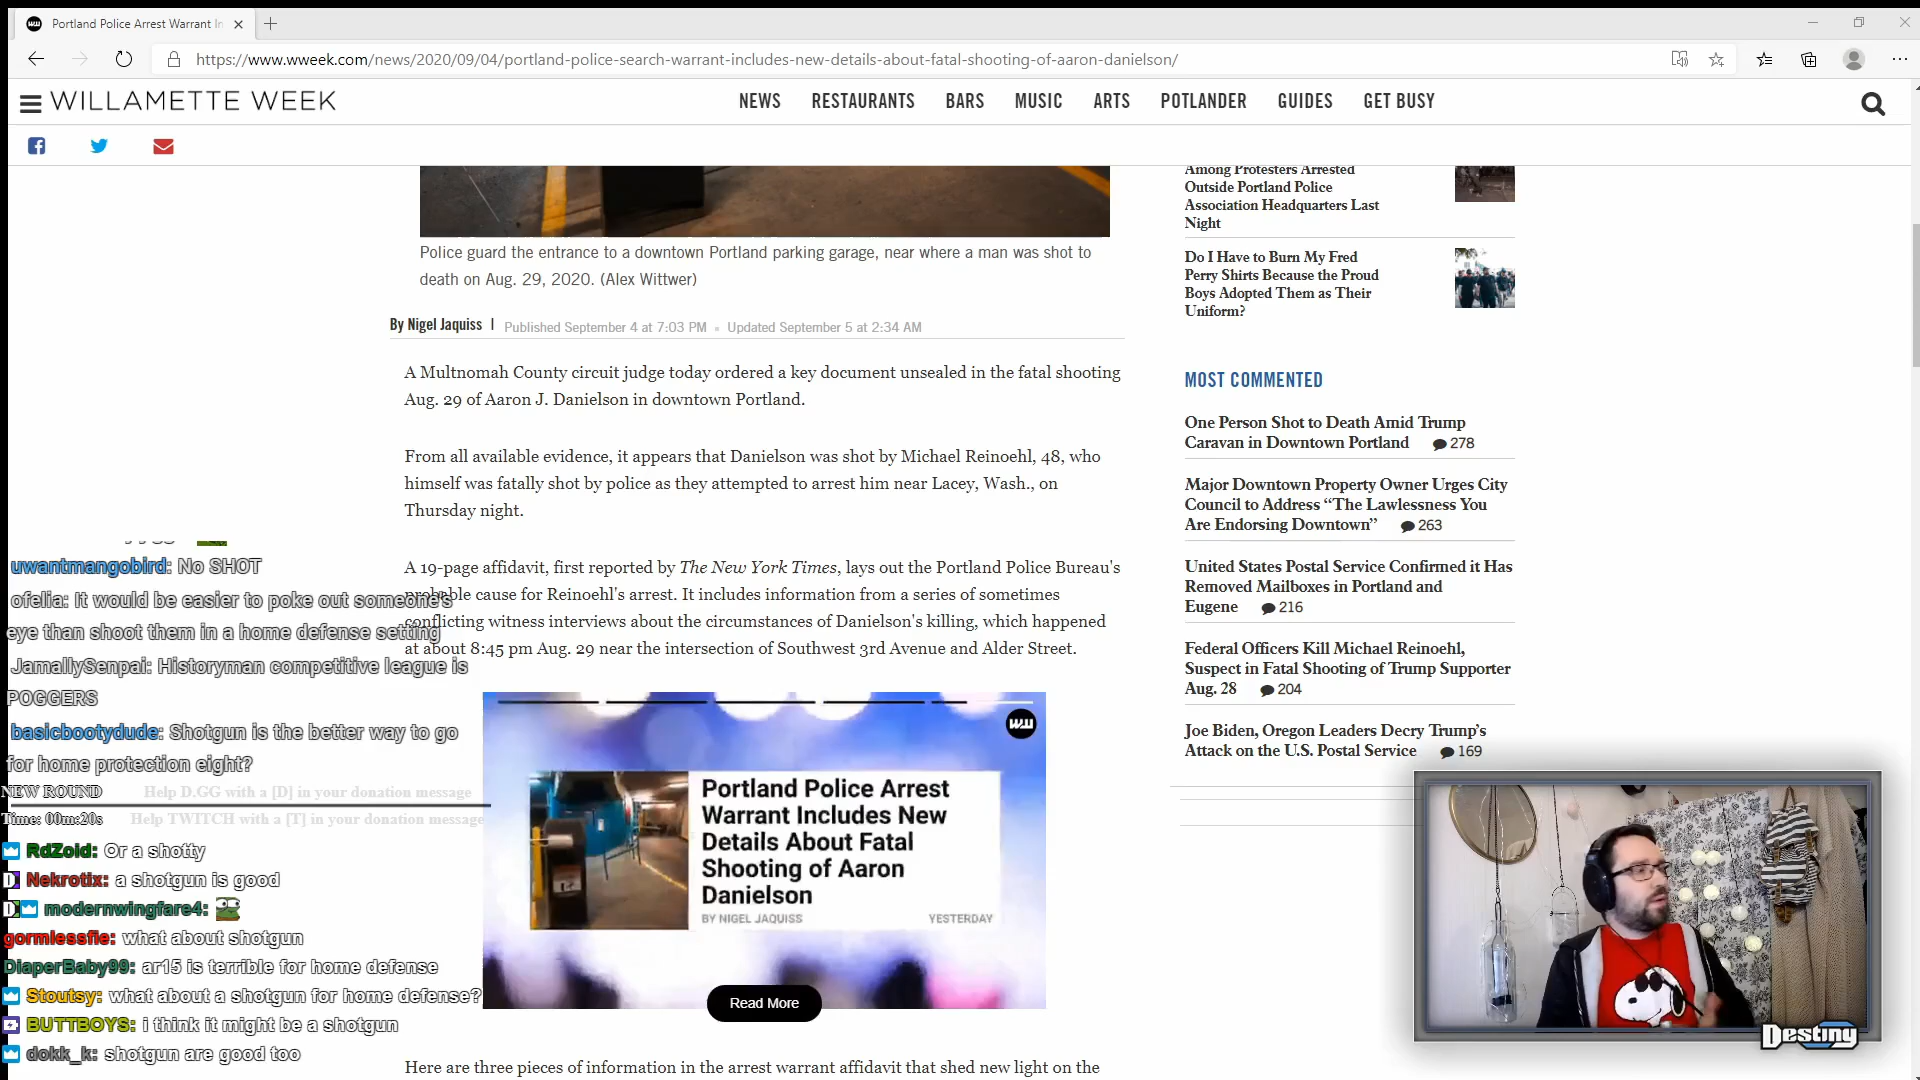 Portland Police Arrest Warrant In
https://www.wweek.com/news/2020/09/04/portland-police-search-warrant-includes-new-details-about-fatal-shooting-of-aaron-danielson/
WILLAMETTE WEEK
NEWS RESTAURANTS BARS MUSIC ARTS POTLANDER GUIDES GET BUSY
Police guard the entrance to a downtown Portland parking garage, near where a man was shot to
death on Aug. 29, 2020. (Alex Wittwer)
By Nigel Jaquiss | Published September 4 at 7:03 PM Updated September 5 at 2:34 AM
A Multnomah County circuit judge today ordered a key document unsealed in the fatal shooting
Aug. 29 of Aaron J. Danielson in downtown Portland.
From all available evidence, it appears that Danielson was shot by Michael Reinoehl, 48, who
himself was fatally shot by police as they attempted to arrest him near Lacey, Wash., on
Thursday night.
A 19-page affidavit, first reported by The New York Times, lays out the Portland Police Bureau's
probable cause for Reinoehl's arrest. It includes information from a series of sometimes
conflicting witness interviews about the circumstances of Danielson's killing, which happened
at about 8:45 pm Aug. 29 near the intersection of Southwest 3rd Avenue and Alder Street.
Portland Police Arrest
Warrant Includes New
Details About Fatal
Shooting of Aaron
Danielson
BY NIGEL JAQUISS YESTERDAY
Read More
Here are three pieces of information in the arrest warrant affidavit that shed new light on the
Among Protesters Arrested
Outside Portland Police
Association Headquarters Last
Night
Do I Have to Burn My Fred
Perry Shirts Because the Proud
Boys Adopted Them as Their
Uniform?
MOST COMMENTED
One Person Shot to Death Amid Trump
Caravan in Downtown Portland 278
Major Downtown Property Owner Urges City
Council to Address “The Lawlessness You
Are Endorsing Downtown” 263
United States Postal Service Confirmed it Has
Removed Mailboxes in Portland and
Eugene 216
Federal Officers Kill Michael Reinoehl,
Suspect in Fatal Shooting of Trump Supporter
Aug. 28 204
Joe Biden, Oregon Leaders Decry Trump’s
Attack on the U.S. Postal Service 169
uwantmangobird: No SHOT
ofelia: It would be easier to poke out someone's
eye than shoot them in a home defense setting
JamallySenpai: Historyman competitive league is
POGGERS
basicbootydude: Shotgun is the better way to go
for home protection eight?
NEW ROUND Help D.GG with a [D] in your donation message
Time: 00m:20s Help TWITCH with a [T] in your donation message
RdZoid: Or a shotty
Nekrotix: a shotgun is good
modernwingfare4:
gormlessfie: what about shotgun
DiaperBaby99: ar15 is terrible for home defense
Stoutsy: what about a shotgun for home defense?
BUTTBOYS: i think it might be a shotgun
dokk_k: shotgun are good too
Destiny